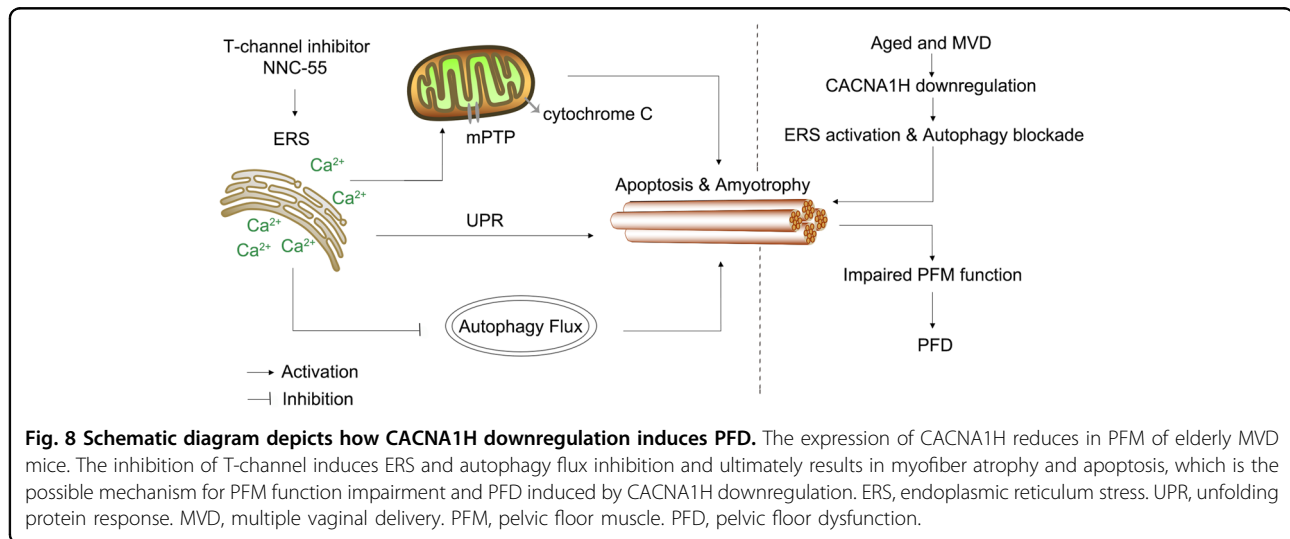 T-channel inhibitor
NNC-55
ERS
Ca2+
Ca2+
Ca2+
Ca2+
Ca2+
mPTP
cytochrome C
UPR
Autophagy Flux
Apoptosis & Amyotrophy
Activation
Inhibition
Aged and MVD
CACNA1H downregulation
ERS activation & Autophagy blockade
Impaired PFM function
PFD
Fig. 8 Schematic diagram depicts how CACNA1H downregulation induces PFD. The expression of CACNA1H reduces in PFM of elderly MVD
mice. The inhibition of T-channel induces ERS and autophagy flux inhibition and ultimately results in myofiber atrophy and apoptosis, which is the
possible mechanism for PFM function impairment and PFD induced by CACNA1H downregulation. ERS, endoplasmic reticulum stress. UPR, unfolding
protein response. MVD, multiple vaginal delivery. PFM, pelvic floor muscle. PFD, pelvic floor dysfunction.